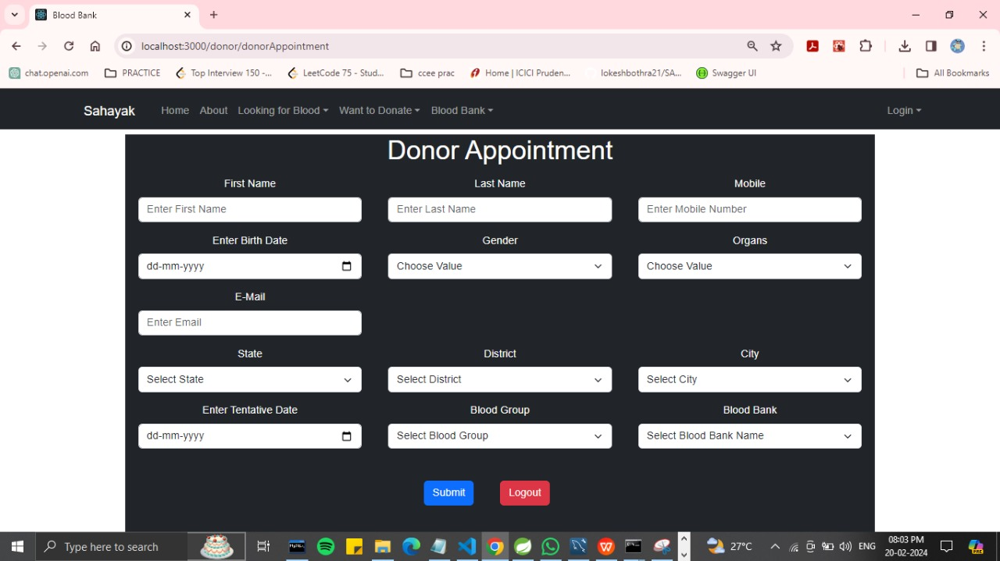 Blood Bank
localhost:3000/donor/donorAppointment
chat.openai.com PRACTICE Top Interview 150 -... LeetCode 75 - Stud... ccee prac Home | ICICI Pruden... lokeshbothra21/SA... Swagger UI All Bookmarks
Sahayak Home About Looking for Blood Want to Donate Blood Bank Login
Donor Appointment
First Name Last Name Mobile
Enter First Name Enter Last Name Enter Mobile Number
Enter Birth Date Gender Organs
dd-mm-yyyy Choose Value Choose Value
E-Mail
Enter Email
State District City
Select State Select District Select City
Enter Tentative Date Blood Group Blood Bank
dd-mm-yyyy Select Blood Group Select Blood Bank Name
Submit Logout
Type here to search 27°C ENG 08:03 PM
20-02-2024